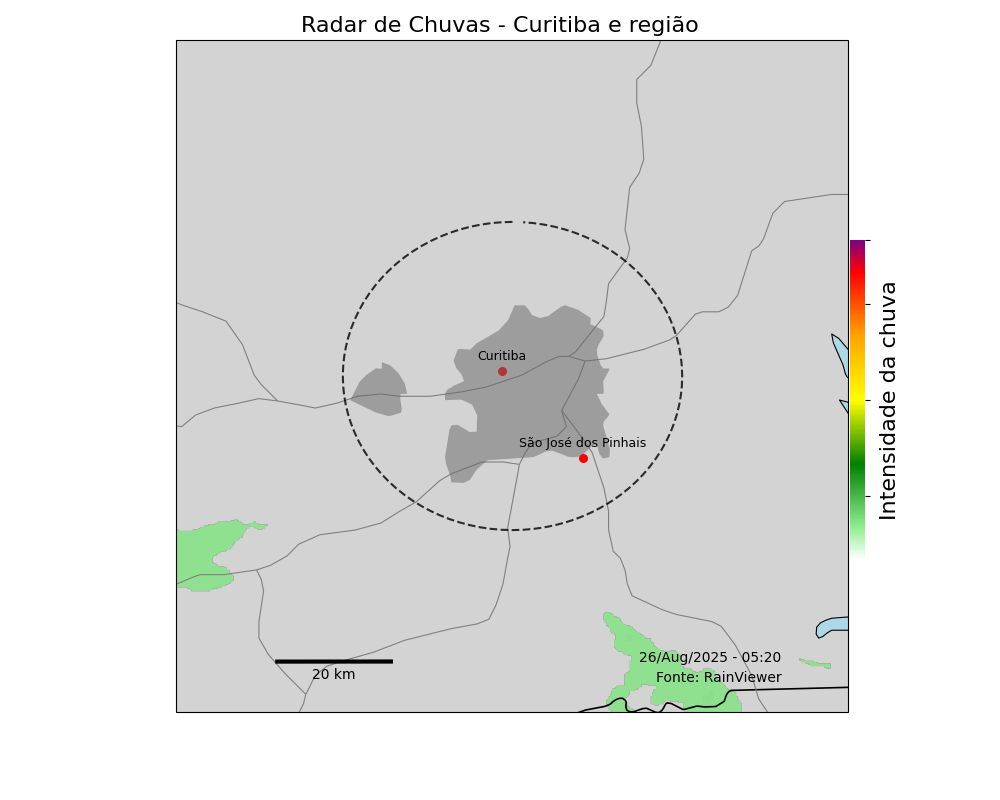 Radar de Chuvas - Curitiba e região
Curitiba
São José dos Pinhais
Intensidade da chuva
26/Aug/2025 - 05:20
Fonte: RainViewer
20 km